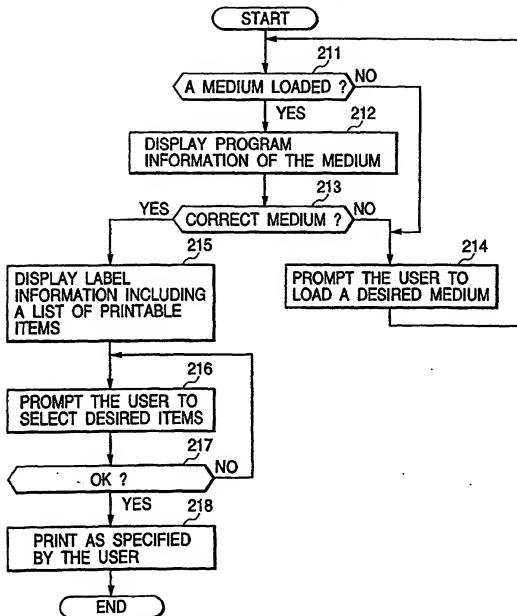 START
211
A MEDIUM LOADED ?
NO
YES
212
DISPLAY PROGRAM
INFORMATION OF THE MEDIUM
213
YES
CORRECT MEDIUM ?
NO
215
DISPLAY LABEL
INFORMATION INCLUDING
A LIST OF PRINTABLE
ITEMS
214
PROMPT THE USER TO
LOAD A DESIRED MEDIUM
216
PROMPT THE USER TO
SELECT DESIRED ITEMS
217
OK ?
NO
YES
218
PRINT AS SPECIFIED
BY THE USER
END